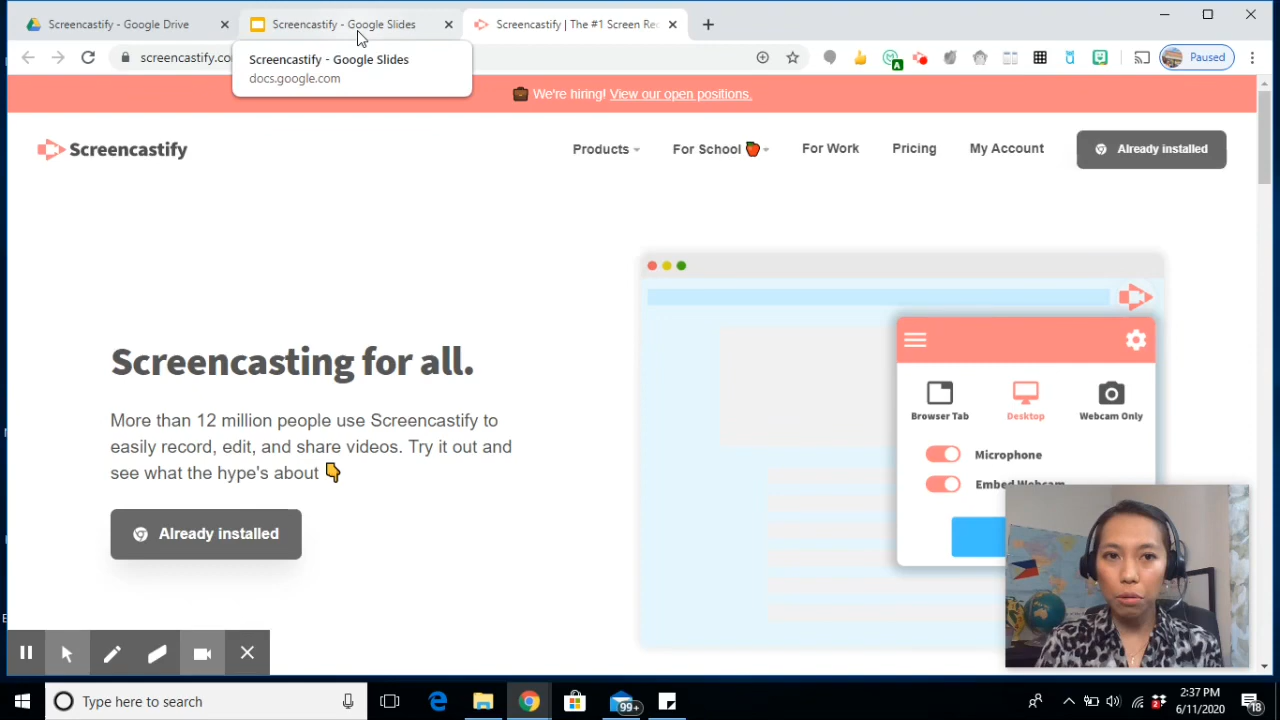 Screencastify - Google Drive
Screencastify - Google Slides
Screencastify | The #1 Screen Re
screencastify.co
Paused
Screencastify - Google Slides
docs.google.com
💼 We're hiring! View our open positions.
Screencastify
Products
For School 🍎
For Work
Pricing
My Account
Already installed
Screencasting for all.
More than 12 million people use Screencastify to
easily record, edit, and share videos. Try it out and
see what the hype's about 👇
Already installed
Browser Tab
Desktop
Webcam Only
Microphone
Embed Webcam
Type here to search
99+
2:37 PM
6/11/2020
18